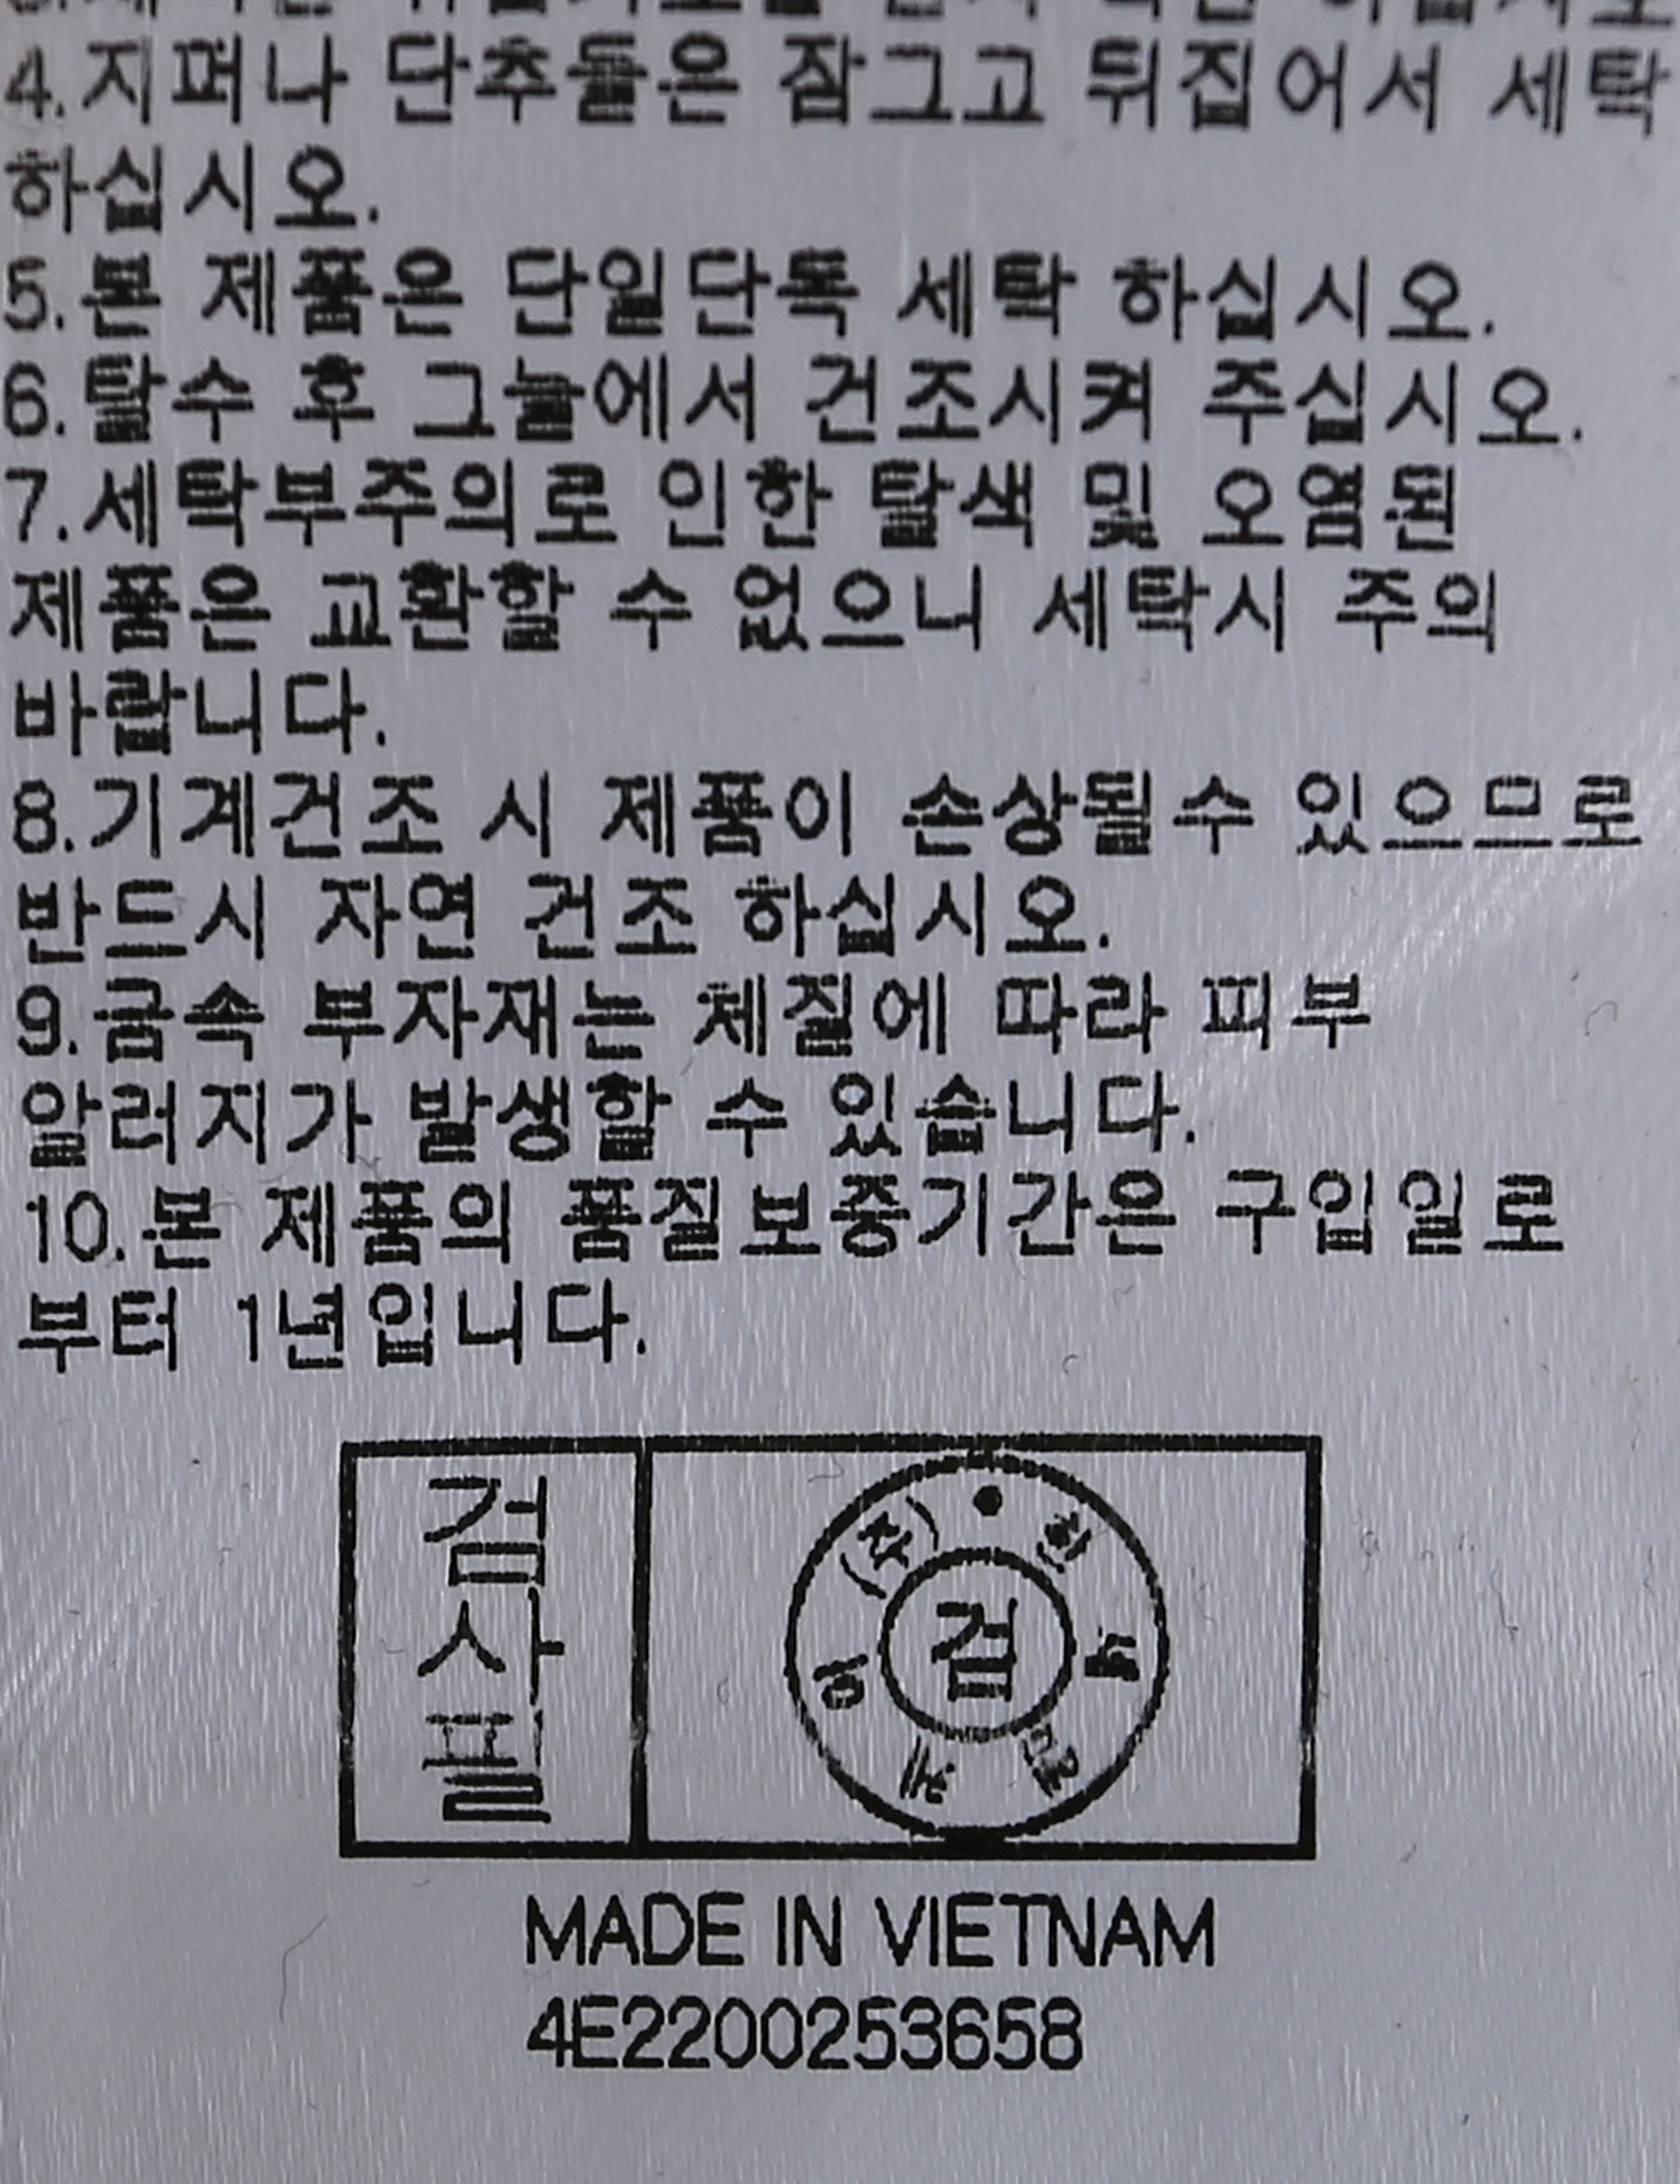 4.지퍼나 단추들은 잠그고 뒤집어서 세탁
하십시오.
5.본 제품은 단일단독 세탁 하십시오.
6.탈수 후 그늘에서 건조시켜 주십시오.
7.세탁부주의로 인한 탈색 및 오염된
제품은 교환할 수 없으니 세탁시 주의
바랍니다.
8.기계건조 시 제품이 손상될수 있으므로
반드시 자연 건조 하십시오.
9.금속 부자재는 체질에 따라 피부
알러지가 발생할 수 있습니다.
10.본 제품의 품질보증기간은 구입일로
부터 1년입니다.
검사필
검
MADE IN VIETNAM
4E2200253658